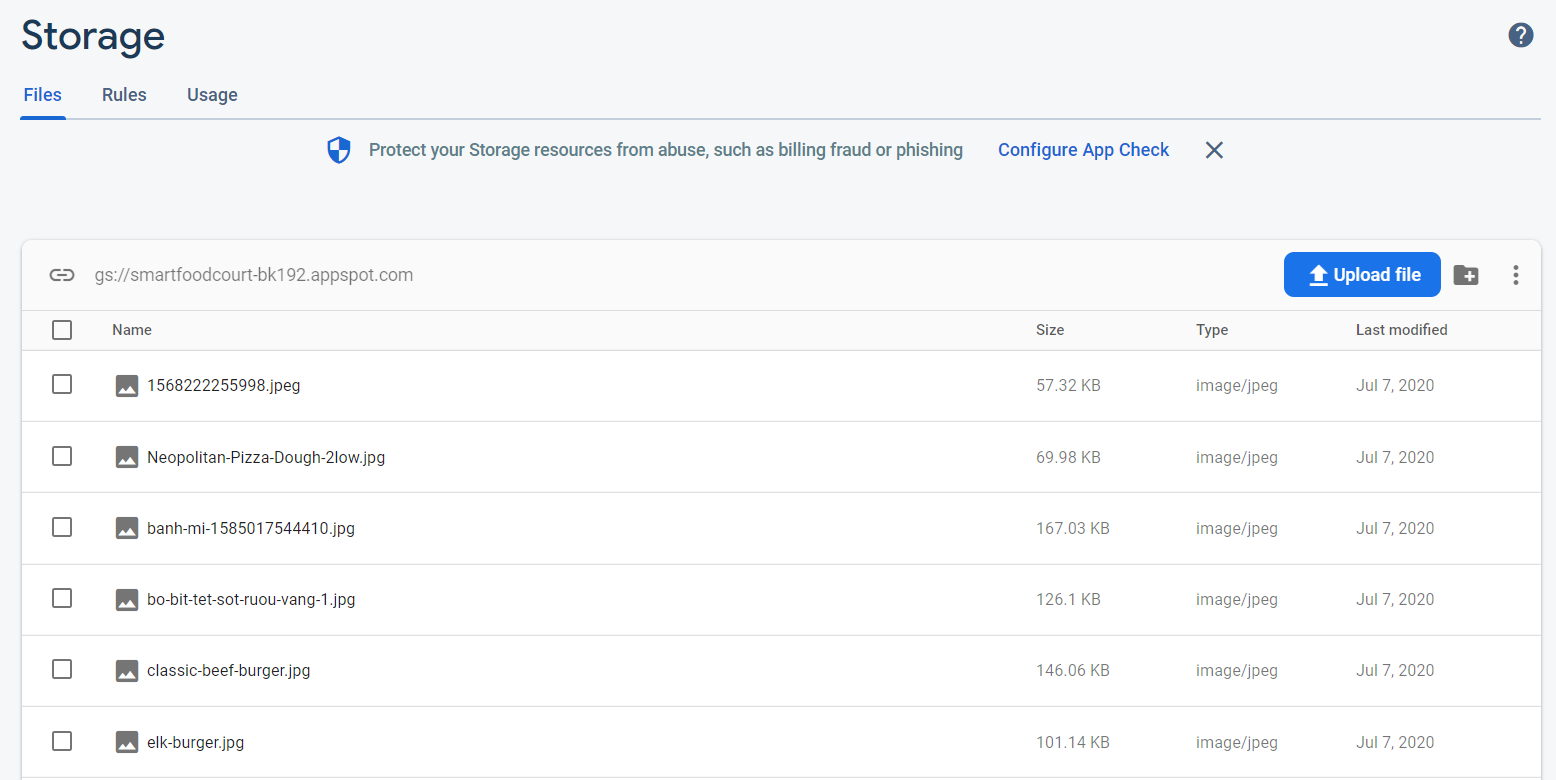 Storage
Files Rules Usage
Protect your Storage resources from abuse, such as billing fraud or phishing Configure App Check
gs://smartfoodcourt-bk192.appspot.com Upload file
Name Size Type Last modified
1568222255998.jpeg 57.32 KB image/jpeg Jul 7, 2020
Neopolitan-Pizza-Dough-2low.jpg 69.98 KB image/jpeg Jul 7, 2020
banh-mi-1585017544410.jpg 167.03 KB image/jpeg Jul 7, 2020
bo-bit-tet-sot-ruou-vang-1.jpg 126.1 KB image/jpeg Jul 7, 2020
classic-beef-burger.jpg 146.06 KB image/jpeg Jul 7, 2020
elk-burger.jpg 101.14 KB image/jpeg Jul 7, 2020